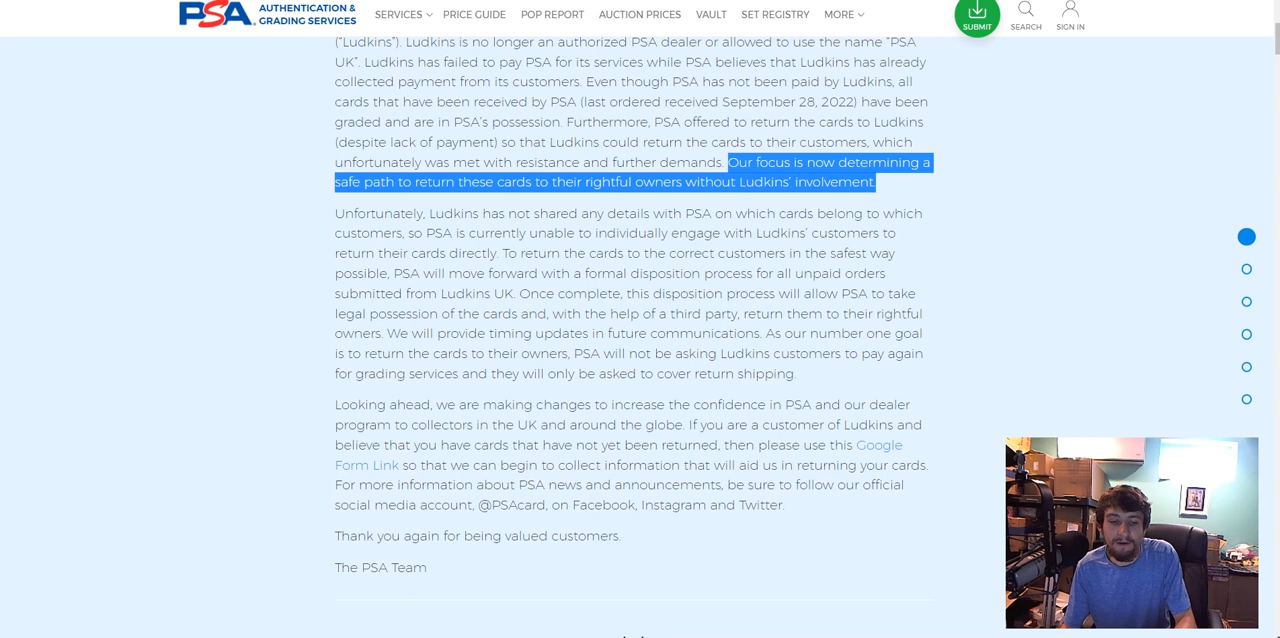 PSA
AUTHENTICATION &
GRADING SERVICES
SERVICES
PRICE GUIDE
POP REPORT
AUCTION PRICES
VAULT
SET REGISTRY
MORE
SUBMIT
SEARCH
SIGN IN
("Ludkins"). Ludkins is no longer an authorized PSA dealer or allowed to use the name "PSA
UK". Ludkins has failed to pay PSA for its services while PSA believes that Ludkins has already
collected payment from its customers. Even though PSA has not been paid by Ludkins, all
cards that have been received by PSA (last ordered received September 28, 2022) have been
graded and are in PSA's possession. Furthermore, PSA offered to return the cards to Ludkins
(despite lack of payment) so that Ludkins could return the cards to their customers, which
unfortunately was met with resistance and further demands. Our focus is now determining a
safe path to return these cards to their rightful owners without Ludkins' involvement.
Unfortunately, Ludkins has not shared any details with PSA on which cards belong to which
customers, so PSA is currently unable to individually engage with Ludkins' customers to
return their cards directly. To return the cards to the correct customers in the safest way
possible, PSA will move forward with a formal disposition process for all unpaid orders
submitted from Ludkins UK. Once complete, this disposition process will allow PSA to take
legal possession of the cards and, with the help of a third party, return them to their rightful
owners. We will provide timing updates in future communications. As our number one goal
is to return the cards to their owners, PSA will not be asking Ludkins customers to pay again
for grading services and they will only be asked to cover return shipping.
Looking ahead, we are making changes to increase the confidence in PSA and our dealer
program to collectors in the UK and around the globe. If you are a customer of Ludkins and
believe that you have cards that have not yet been returned, then please use this Google
Form Link so that we can begin to collect information that will aid us in returning your cards.
For more information about PSA news and announcements, be sure to follow our official
social media account, @PSAcard, on Facebook, Instagram and Twitter.
Thank you again for being valued customers.
The PSA Team